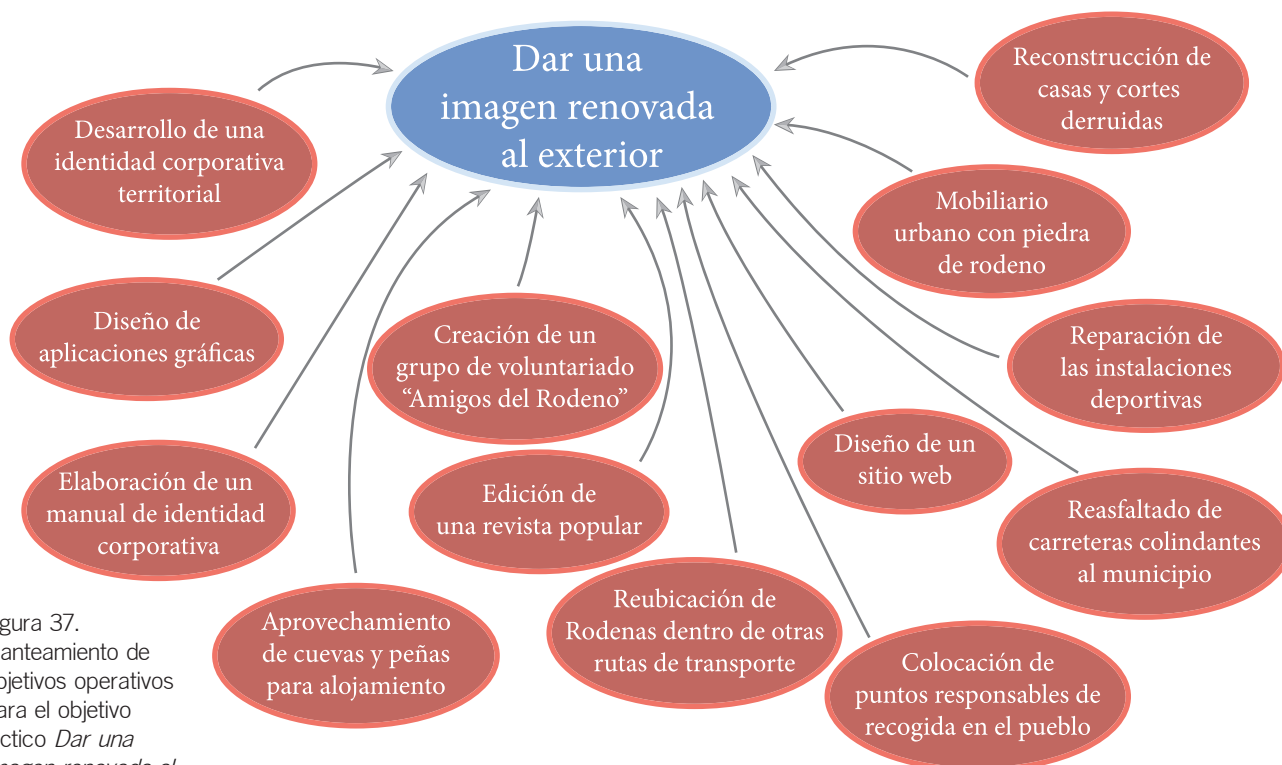 Dar una
imagen renovada
al exterior
Desarrollo de una
identidad corporativa
territorial
Diseño de
aplicaciones gráficas
Elaboración de un
manual de identidad
corporativa
Aprovechamiento
de cuevas y peñas
para alojamiento
Creación de un
grupo de voluntariado
“Amigos del Rodeno”
Edición de
una revista popular
Reubicación de
Rodenas dentro de otras
rutas de transporte
Colocación de
puntos responsables de
recogida en el pueblo
Diseño de un
sitio web
Reasfaltado de
carreteras colindantes
al municipio
Reparación de
las instalaciones
deportivas
Mobiliario
urbano con piedra
de rodeno
Reconstrucción de
casas y cortes
derruidas
gura 37.
anteamiento de
bjetivos operativos
ara el objetivo
ctico Dar una